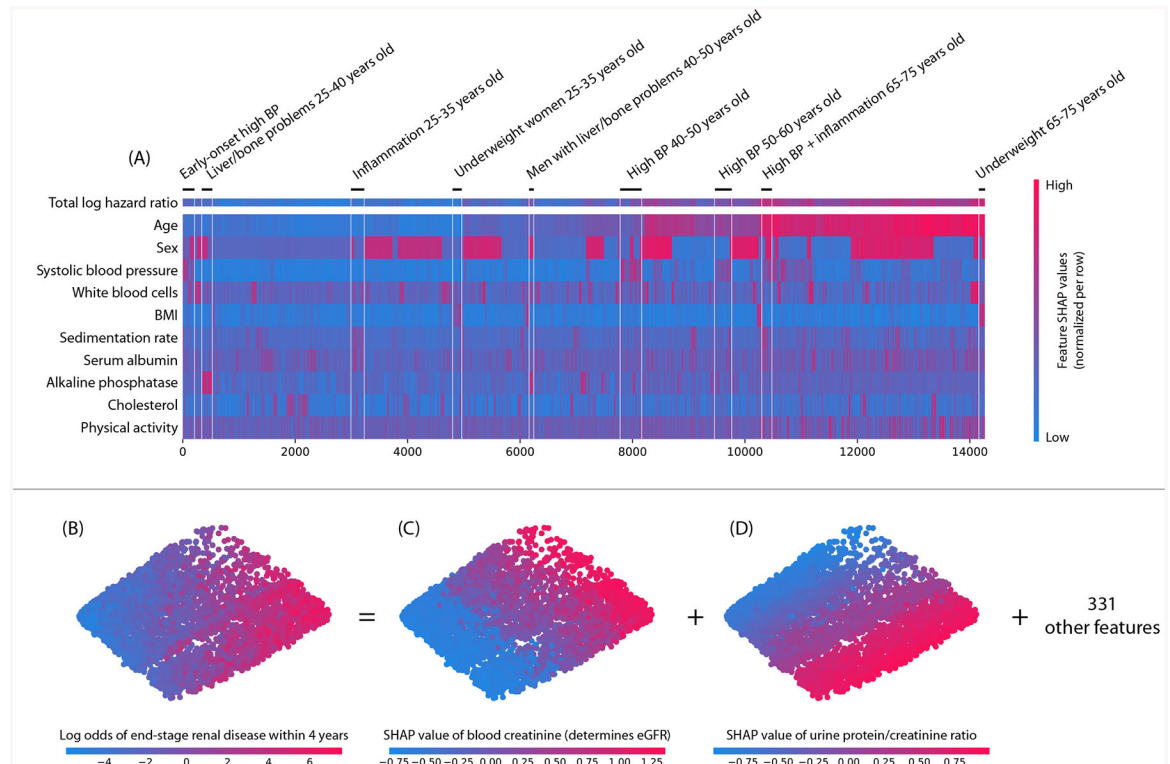 (A)
Early-onset high BP
Liver/bone problems 25-40 years old
Inflammation 25-35 years old
Underweight women 25-35 years old
Men with liver/bone problems 40-50 years old
High BP 40-50 years old
High BP 50-60 years old
High BP + inflammation 65-75 years old
Underweight 65-75 years old
Total log hazard ratio
Age
Sex
Systolic blood pressure
White blood cells
BMI
Sedimentation rate
Serum albumin
Alkaline phosphatase
Cholesterol
Physical activity
0 2000 4000 6000 8000 10000 12000 14000
High
Feature SHAP values
(normalized per row)
Low
(B)
(C)
(D)
=
+
+
331
other features
Log odds of end-stage renal disease within 4 years
−4 −2 0 2 4 6
SHAP value of blood creatinine (determines eGFR)
−0.75 −0.50 −0.25 0.00 0.25 0.50 0.75 1.00 1.25
SHAP value of urine protein/creatinine ratio
−0.75 −0.50 −0.25 0.00 0.25 0.50 0.75